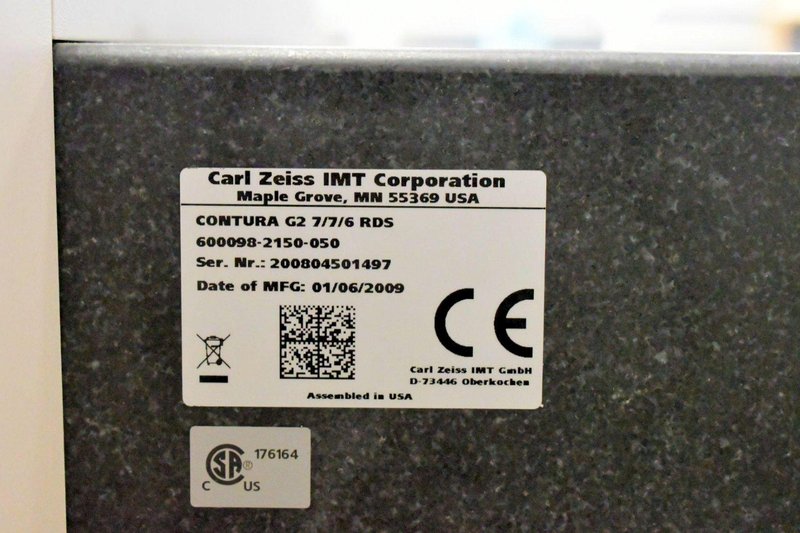 Carl Zeiss IMT Corporation
Maple Grove, MN 55369 USA
CONTURA G2 7/7/6 RDS
600098-2150-050
Ser. Nr.: 200804501497
Date of MFG: 01/06/2009
CE
Carl Zeiss IMT GmbH
D-73446 Oberkochen
Assembled in USA
SA ® 176164
C US